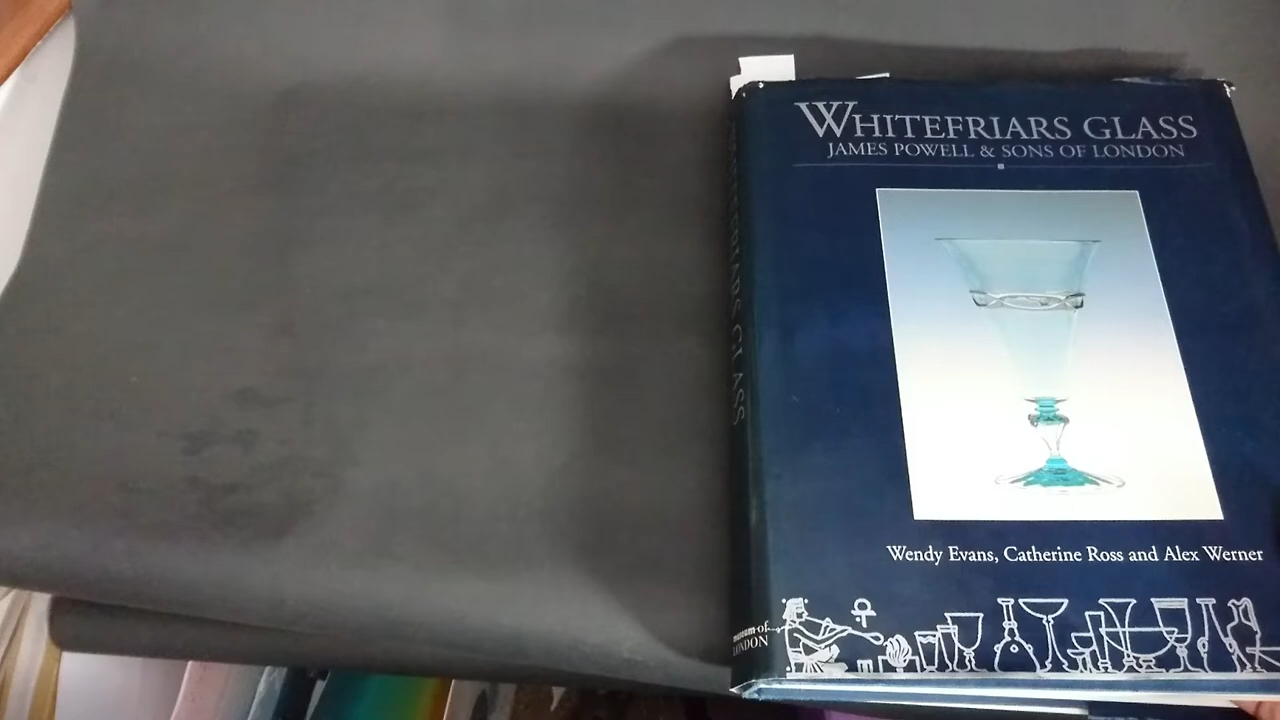 WHITEFRIARS GLASS
JAMES POWELL & SONS OF LONDON
Wendy Evans, Catherine Ross and Alex Werner
WHITEFRIARS GLASS
museum of
LONDON